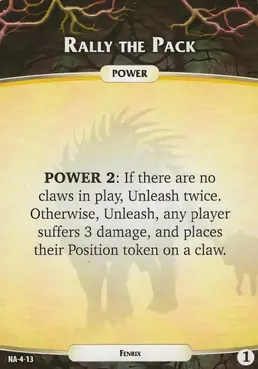 Rally the Pack
POWER
POWER 2: If there are no
claws in play, Unleash twice.
Otherwise, Unleash, any player
suffers 3 damage, and places
their Position token on a claw.
NA-4-13
Fenrix
1